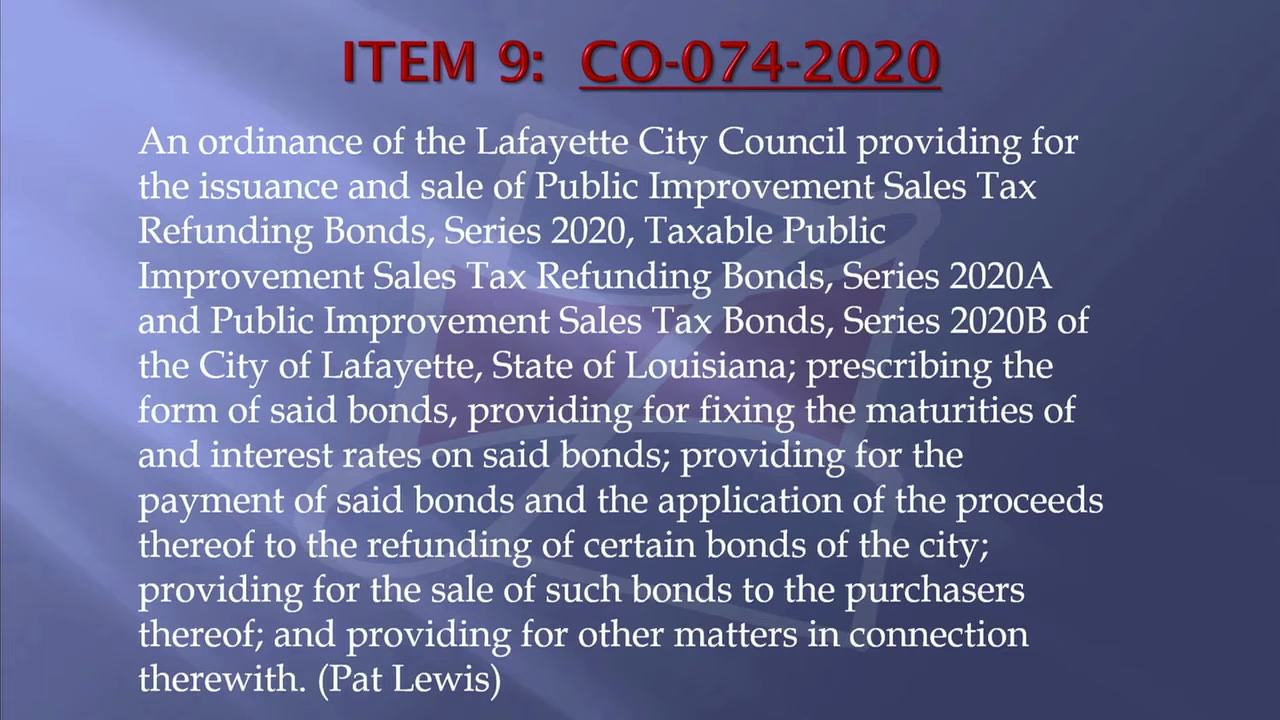 ITEM 9: CO-074-2020
An ordinance of the Lafayette City Council providing for
the issuance and sale of Public Improvement Sales Tax
Refunding Bonds, Series 2020, Taxable Public
Improvement Sales Tax Refunding Bonds, Series 2020A
and Public Improvement Sales Tax Bonds, Series 2020B of
the City of Lafayette, State of Louisiana; prescribing the
form of said bonds, providing for fixing the maturities of
and interest rates on said bonds; providing for the
payment of said bonds and the application of the proceeds
thereof to the refunding of certain bonds of the city;
providing for the sale of such bonds to the purchasers
thereof; and providing for other matters in connection
therewith. (Pat Lewis)